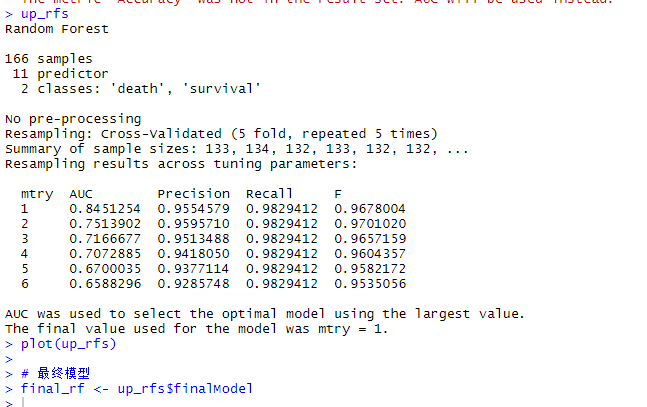 The metric "Accuracy" was not in the result set. AUC will be used instead.
> up_rfs
Random Forest
166 samples
11 predictor
2 classes: 'death', 'survival'
No pre-processing
Resampling: Cross-Validated (5 fold, repeated 5 times)
Summary of sample sizes: 133, 134, 132, 133, 132, 132, ...
Resampling results across tuning parameters:
mtry AUC Precision Recall F
1 0.8451254 0.9554579 0.9829412 0.9678004
2 0.7513902 0.9595710 0.9829412 0.9701020
3 0.7166677 0.9513488 0.9829412 0.9657159
4 0.7072885 0.9418050 0.9829412 0.9604357
5 0.6700035 0.9377114 0.9829412 0.9582172
6 0.6588296 0.9285748 0.9829412 0.9535056
AUC was used to select the optimal model using the largest value.
The final value used for the model was mtry = 1.
> plot(up_rfs)
>
> # 最终模型
> final_rf <- up_rfs$finalModel
>